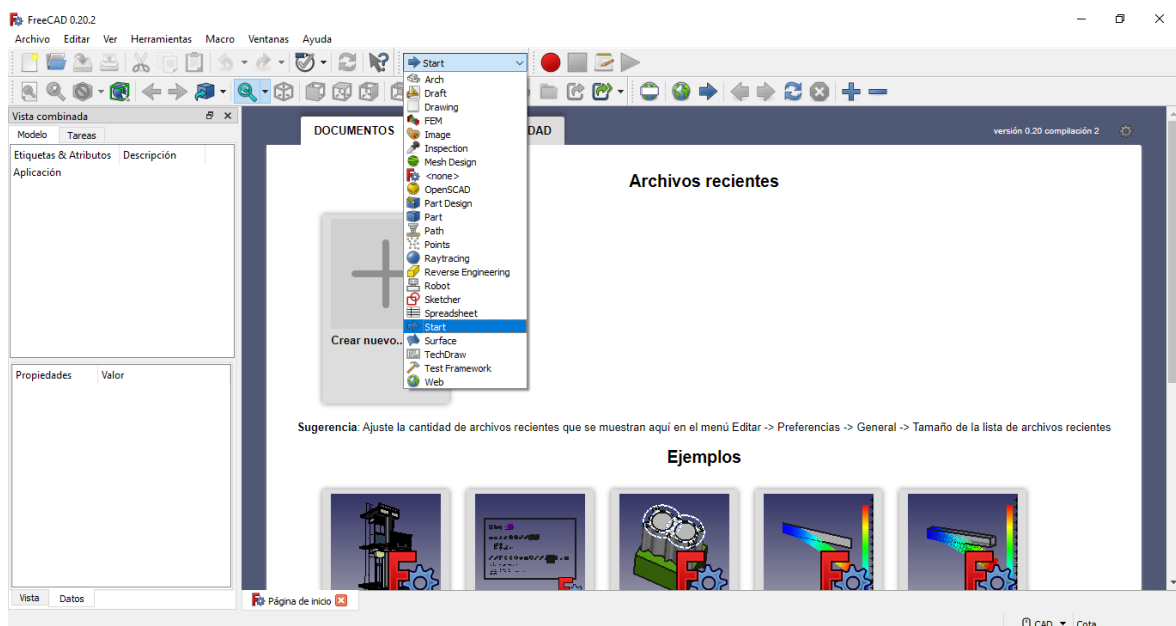 FreeCAD 0.20.2
Archivo Editar Ver Herramientas Macro Ventanas Ayuda
Start
Arch
Draft
Drawing
FEM
Image
Inspection
Mesh Design
<none>
OpenSCAD
Part Design
Part
Path
Points
Raytracing
Reverse Engineering
Robot
Sketcher
Spreadsheet
Start
Surface
TechDraw
Test Framework
Web
Vista combinada
Modelo Tareas
Etiquetas & Atributos Descripción
Aplicación
Propiedades Valor
Vista Datos
DOCUMENTOS DAD
versión 0.20 compilación 2
Archivos recientes
Crear nuevo..
Sugerencia: Ajuste la cantidad de archivos recientes que se muestran aquí en el menú Editar -> Preferencias -> General -> Tamaño de la lista de archivos recientes
Ejemplos
Página de inicio
CAD Cota